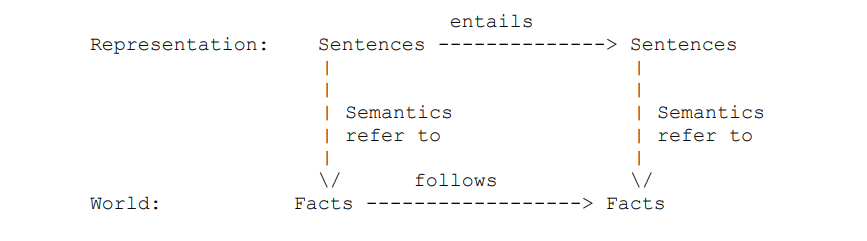 entails
Representation: Sentences --------------> Sentences
| |
| |
| Semantics | Semantics
| refer to | refer to
| |
\/ follows \/
World: Facts ------------------> Facts